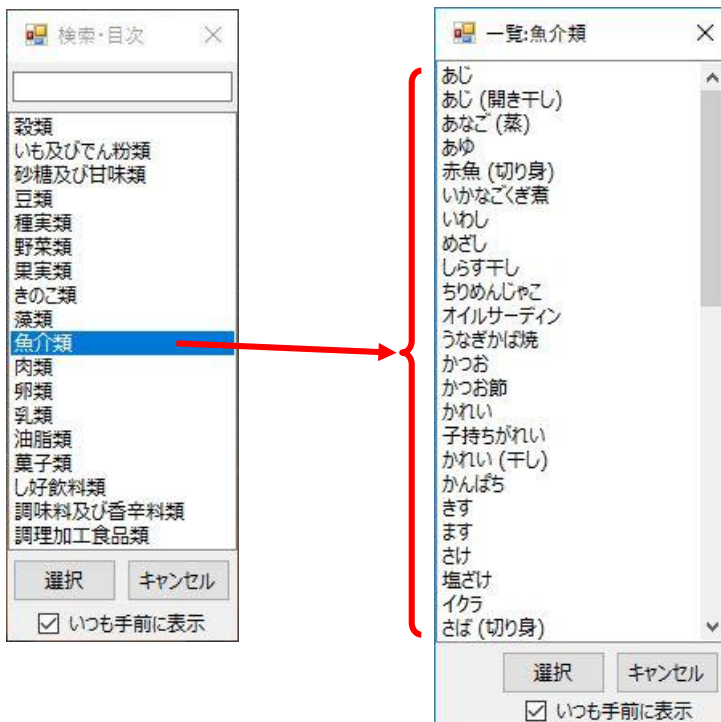 検索・目次
穀類
いも及びでん粉類
砂糖及び甘味類
豆類
種実類
野菜類
果実類
きのこ類
藻類
魚介類
肉類
卵類
乳類
油脂類
菓子類
し好飲料類
調味料及び香辛料類
調理加工食品類
選択
キャンセル
いつも手前に表示
一覧:魚介類
あじ
あじ (開き干し)
あなご (蒸)
あゆ
赤魚 (切り身)
いかなごくぎ煮
いわし
めざし
しらす干し
ちりめんじゃこ
オイルサーディン
うなぎかば焼
かつお
かつお節
かれい
子持ちがれい
かれい (干し)
かんぱち
きす
ます
さけ
塩ざけ
イクラ
さば (切り身)
選択
キャンセル
いつも手前に表示